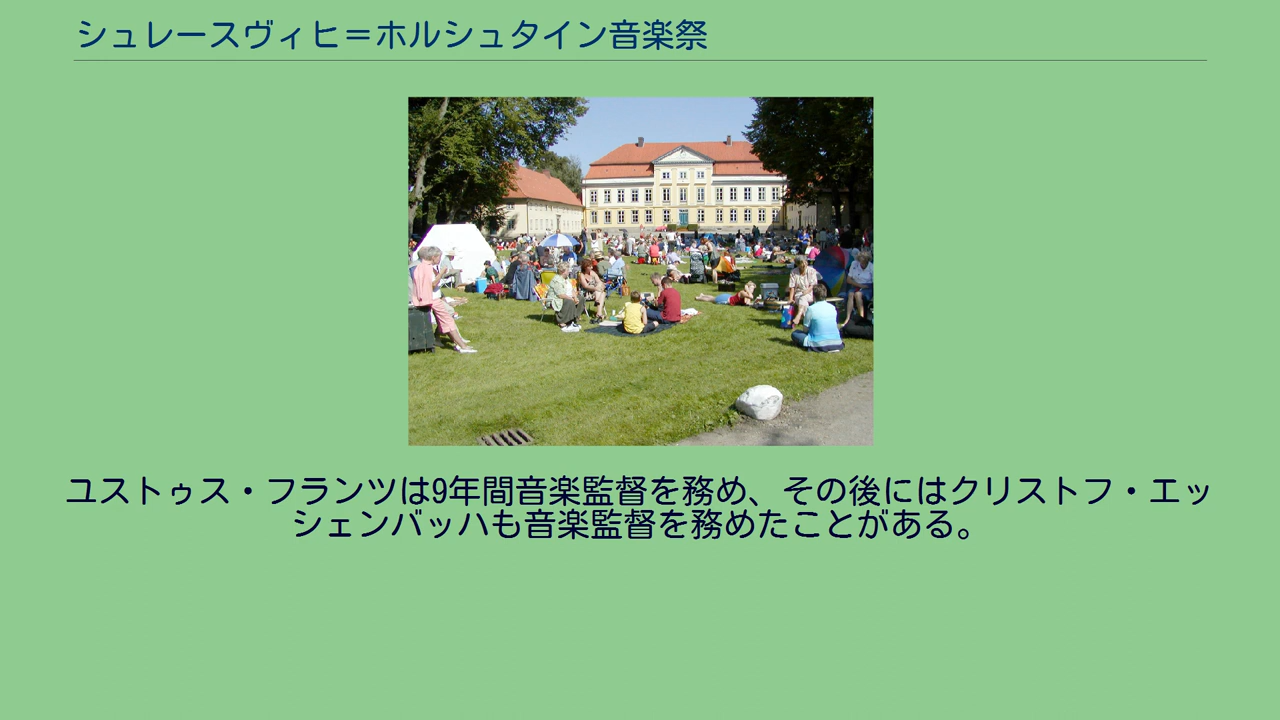 シュレースヴィヒ＝ホルシュタイン音楽祭
ユストゥス・フランツは9年間音楽監督を務め、その後にはクリストフ・エッ
シェンバッハも音楽監督を務めたことがある。